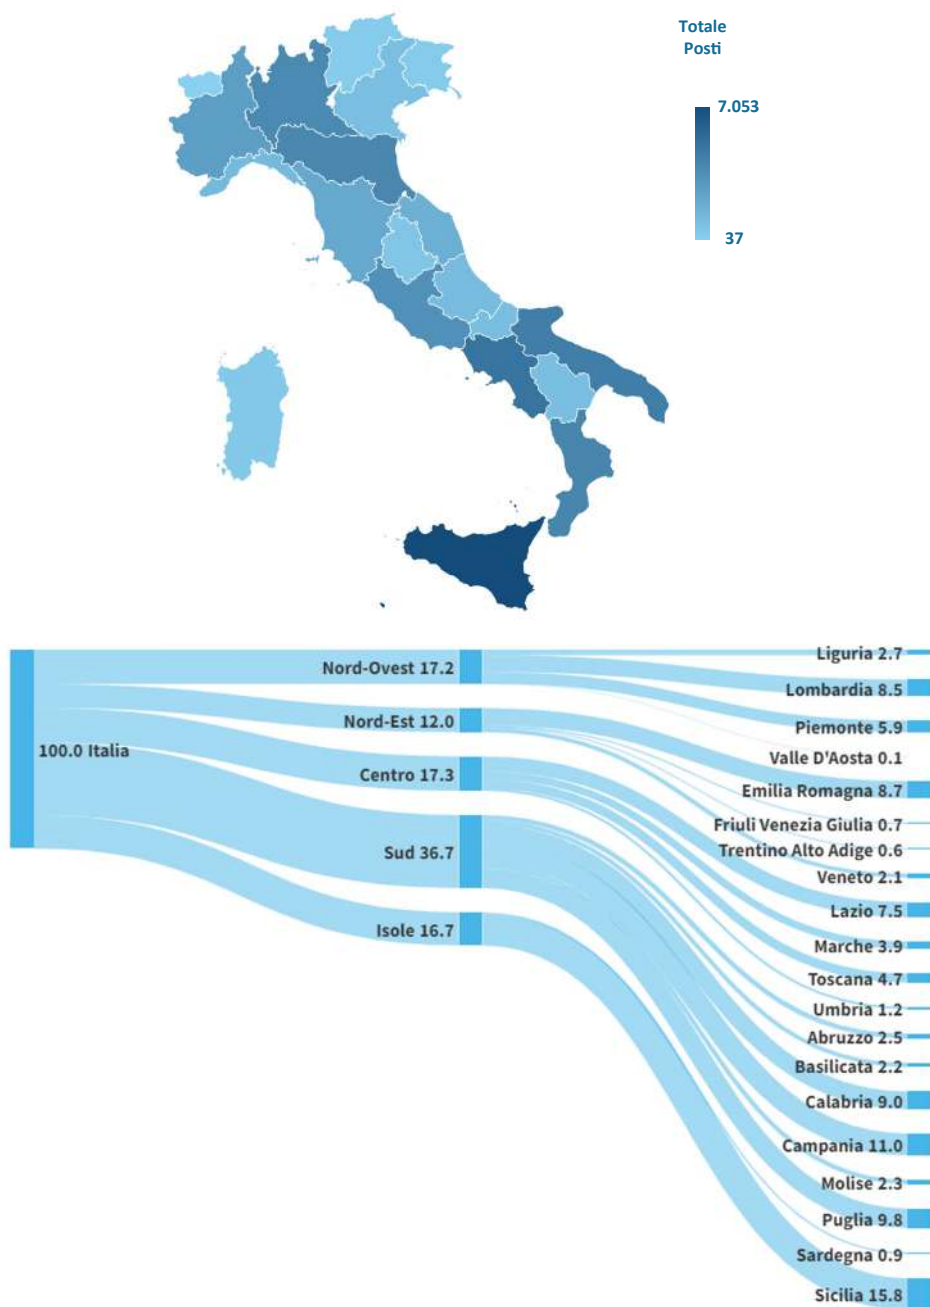 Totale
Posti
7.053
37
Liguria 2.7
Nord-Ovest 17.2
Lombardia 8.5
Nord-Est 12.0
Piemonte 5.9
100.0 Italia
Valle D'Aosta 0.1
Centro 17.3
Emilia Romagna 8.7
Friuli Venezia Giulia 0.7
Sud 36.7
Trentino Alto Adige 0.6
Veneto 2.1
Lazio 7.5
Isole 16.7
Marche 3.9
Toscana 4.7
Umbria 1.2
Abruzzo 2.5
Basilicata 2.2
Calabria 9.0
Campania 11.0
Molise 2.3
Puglia 9.8
Sardegna 0.9
Sicilia 15.8